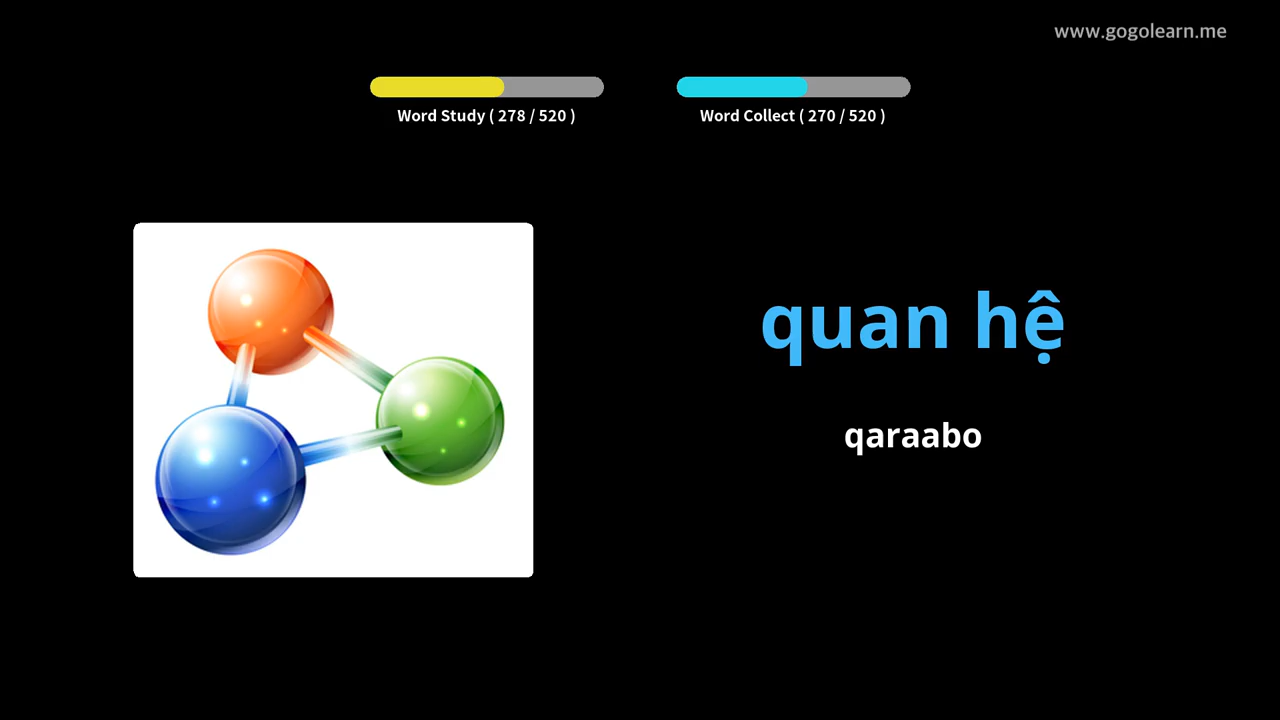 www.gogolearn.me
Word Study ( 278 / 520 )
Word Collect ( 270 / 520 )
quan hệ
qaraabo